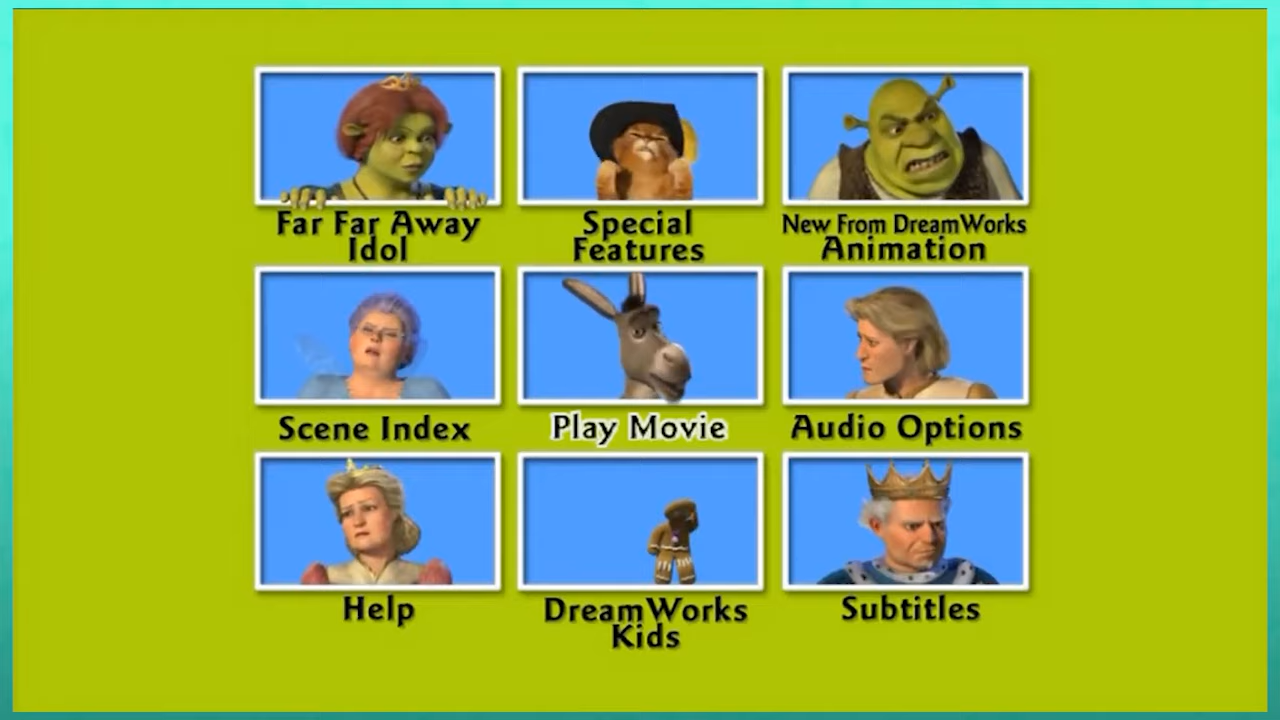 Far Far Away
Idol
Special
Features
New From DreamWorks
Animation
Scene Index
Play Movie
Audio Options
Help
DreamWorks
Kids
Subtitles